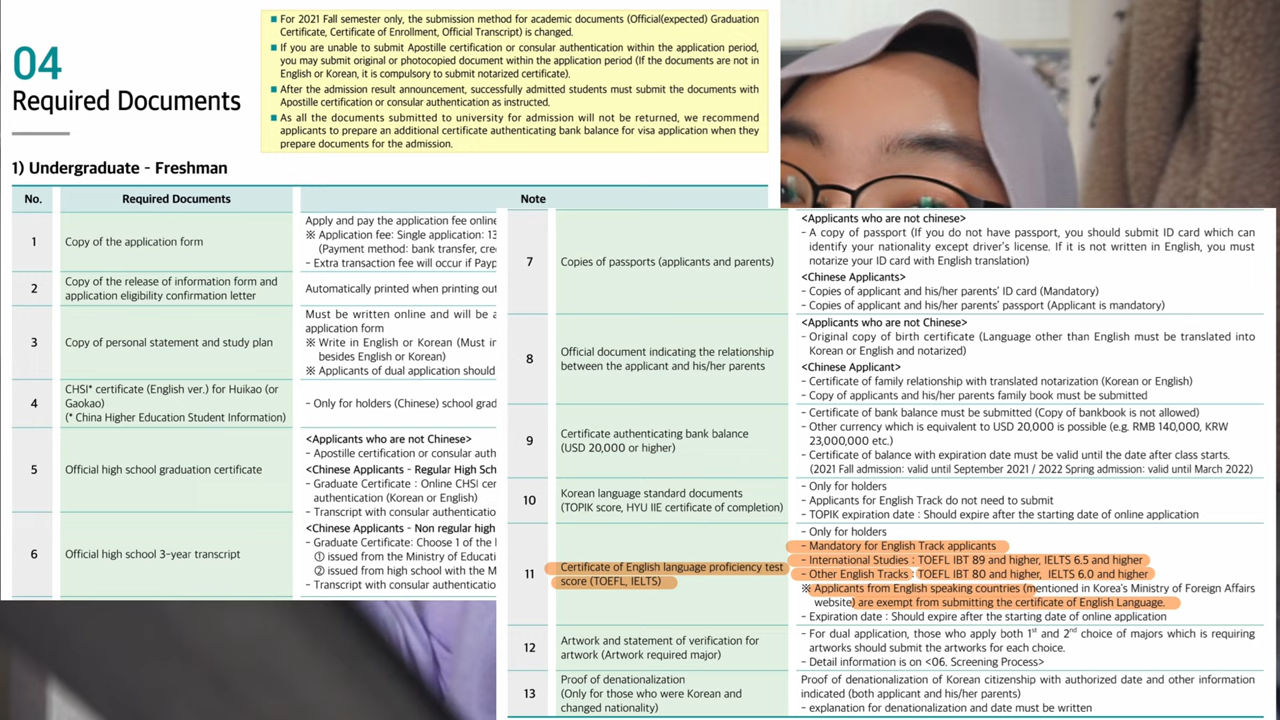 ■ For 2021 Fall semester only, the submission method for academic documents (Official(expected) Graduation
Certificate, Certificate of Enrollment, Official Transcript) is changed.
■ If you are unable to submit Apostille certification or consular authentication within the application period,
you may submit original or photocopied document within the application period (If the documents are not in
English or Korean, it is compulsory to submit notarized certificate).
■ After the admission result announcement, successfully admitted students must submit the documents with
Apostille certification or consular authentication as instructed.
■ As all the documents submitted to university for admission will not be returned, we recommend
applicants to prepare an additional certificate authenticating bank balance for visa application when they
prepare documents for the admission.
04
Required Documents
1) Undergraduate - Freshman
No. Required Documents Note
1 Copy of the application form
Apply and pay the application fee online
※ Application fee: Single application: 13
(Payment method: bank transfer, cre
- Extra transaction fee will occur if Payp
2 Copy of the release of information form and
application eligibility confirmation letter
Automatically printed when printing out
3 Copy of personal statement and study plan
Must be written online and will be a
application form
※ Write in English or Korean (Must in
besides English or Korean)
※ Applicants of dual application should
4 CHSI* certificate (English ver.) for Huikao (or
Gaokao)
(* China Higher Education Student Information)
- Only for holders (Chinese) school grad
5 Official high school graduation certificate
<Applicants who are not Chinese>
- Apostille certification or consular auth
<Chinese Applicants - Regular High Sch
- Graduate Certificate : Online CHSI cer
authentication (Korean or English)
- Transcript with consular authentication
6 Official high school 3-year transcript
<Chinese Applicants - Non regular high
- Graduate Certificate: Choose 1 of the
① issued from the Ministry of Educati
② issued from high school with the M
- Transcript with consular authenticatio
7 Copies of passports (applicants and parents)
<Applicants who are not chinese>
- A copy of passport (If you do not have passport, you should submit ID card which can
identify your nationality except driver's license. If it is not written in English, you must
notarize your ID card with English translation)
<Chinese Applicants>
- Copies of applicant and his/her parents' ID card (Mandatory)
- Copies of applicant and his/her parents' passport (Applicant is mandatory)
8 Official document indicating the relationship
between the applicant and his/her parents
<Applicants who are not Chinese>
- Original copy of birth certificate (Language other than English must be translated into
Korean or English and notarized)
<Chinese Applicant>
- Certificate of family relationship with translated notarization (Korean or English)
- Copy of applicants and his/her parents family book must be submitted
9 Certificate authenticating bank balance
(USD 20,000 or higher)
- Certificate of bank balance must be submitted (Copy of bankbook is not allowed)
- Other currency which is equivalent to USD 20,000 is possible (e.g. RMB 140,000, KRW
23,000,000 etc.)
- Certificate of balance with expiration date must be valid until the date after class starts.
(2021 Fall admission: valid until September 2021 / 2022 Spring admission: valid until March 2022)
10 Korean language standard documents
(TOPIK score, HYU IIE certificate of completion)
- Only for holders
- Applicants for English Track do not need to submit
- TOPIK expiration date : Should expire after the starting date of online application
11 Certificate of English language proficiency test
score (TOEFL, IELTS)
- Only for holders
- Mandatory for English Track applicants
- International Studies : TOEFL IBT 89 and higher, IELTS 6.5 and higher
- Other English Tracks : TOEFL IBT 80 and higher, IELTS 6.0 and higher
※ Applicants from English speaking countries (mentioned in Korea's Ministry of Foreign Affairs
website) are exempt from submitting the certificate of English Language.
- Expiration date : Should expire after the starting date of online application
12 Artwork and statement of verification for
artwork (Artwork required major)
- For dual application, those who apply both 1st and 2nd choice of majors which is requiring
artworks should submit the artworks for each choice.
- Detail information is on <06. Screening Process>
13 Proof of denationalization
(Only for those who were Korean and
changed nationality)
Proof of denationalization of Korean citizenship with authorized date and other information
indicated (both applicant and his/her parents)
- explanation for denationalization and date must be written